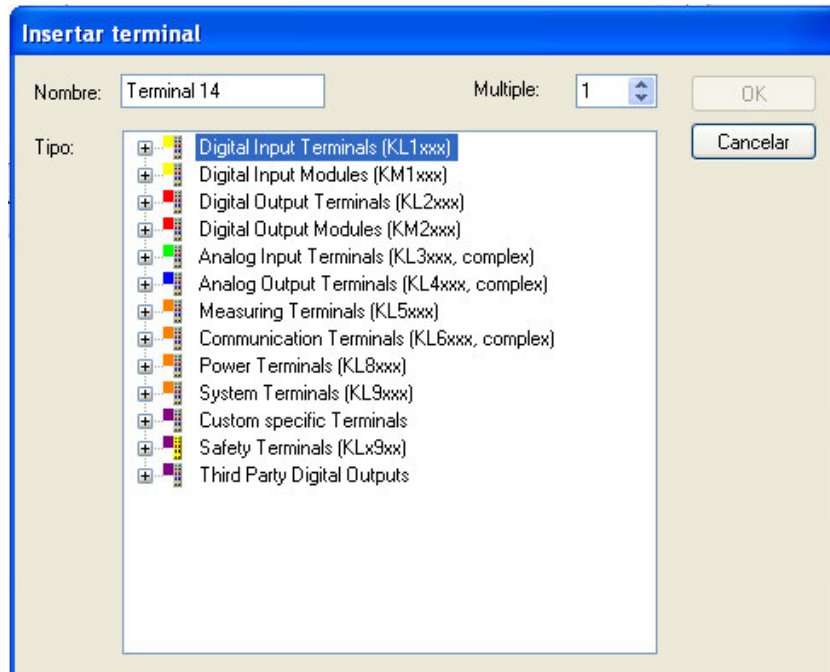 Insertar terminal
Nombre: Terminal 14 Multiple: 1 OK
Tipo: Digital Input Terminals (KL1xxx) Cancelar
Digital Input Modules (KM1xxx)
Digital Output Terminals (KL2xxx)
Digital Output Modules (KM2xxx)
Analog Input Terminals (KL3xxx, complex)
Analog Output Terminals (KL4xxx, complex)
Measuring Terminals (KL5xxx)
Communication Terminals (KL6xxx, complex)
Power Terminals (KL8xxx)
System Terminals (KL9xxx)
Custom specific Terminals
Safety Terminals (KLx9xx)
Third Party Digital Outputs